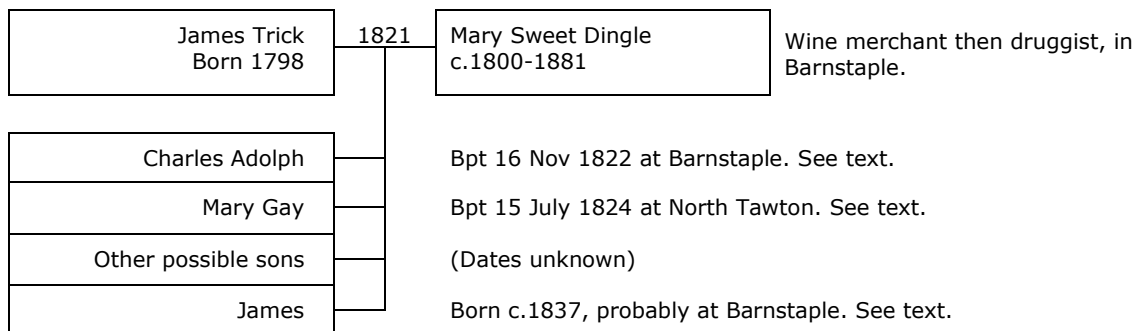 James Trick
Born 1798
1821
Mary Sweet Dingle
c.1800-1881
Wine merchant then druggist, in
Barnstaple.
Charles Adolph
Bpt 16 Nov 1822 at Barnstaple. See text.
Mary Gay
Bpt 15 July 1824 at North Tawton. See text.
Other possible sons
(Dates unknown)
James
Born c.1837, probably at Barnstaple. See text.